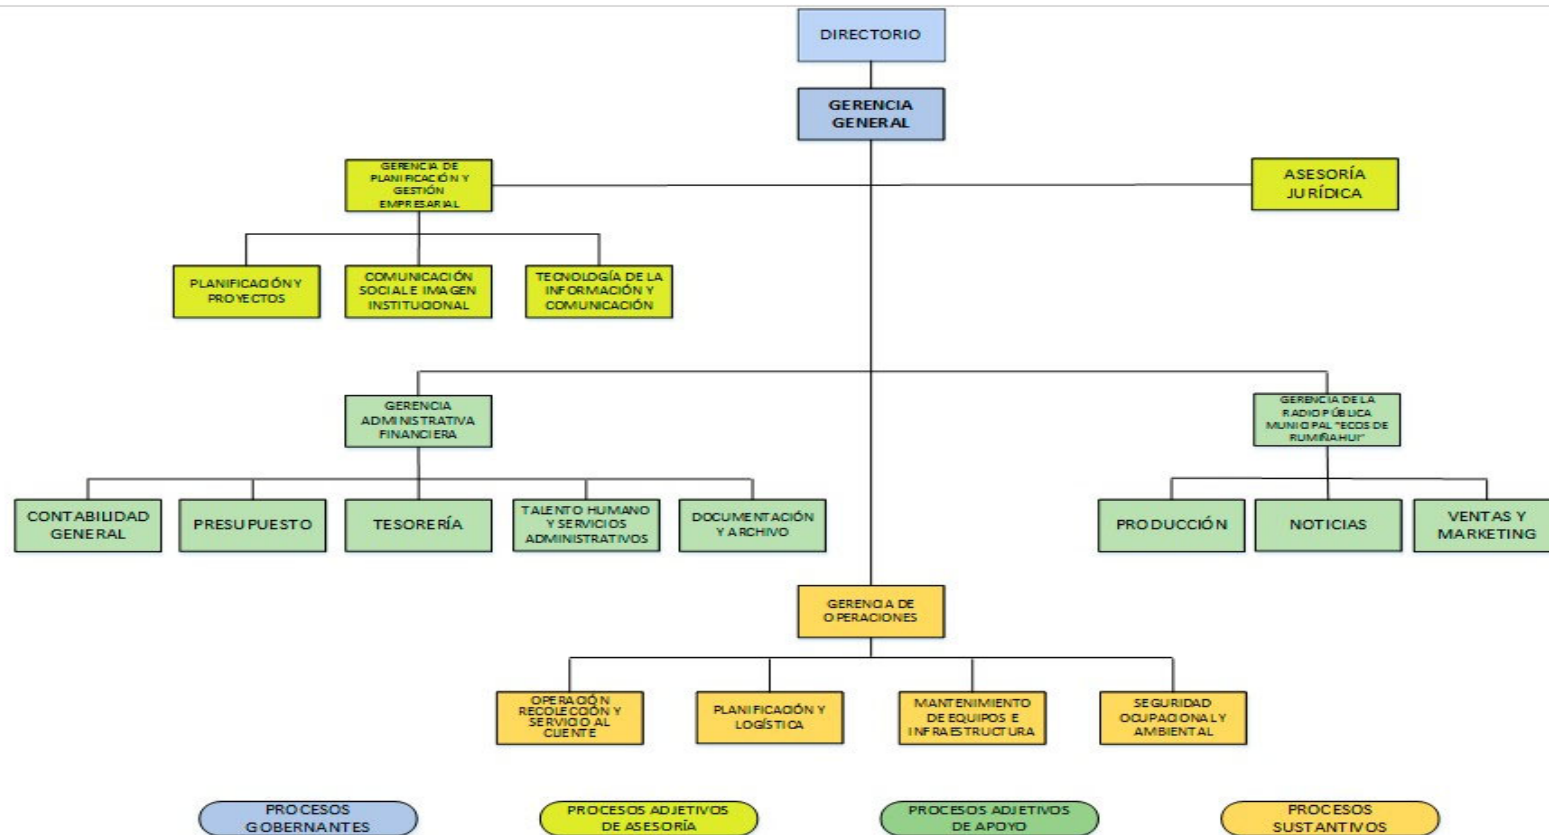 DIRECTORIO
GERENCIA
GENERAL
GERENCIA DE
PLANIFICACIÓN Y
GESTIÓN
EMPRESARIAL
ASESORÍA
JURÍDICA
PLANIFICACIÓN Y
PROYECTOS
COMUNICACIÓN
SOCIAL E IMAGEN
INSTITUCIONAL
TECNOLOGÍA DE LA
INFORMACIÓN Y
COMUNICACIÓN
GERENCIA
ADMINISTRATIVA
FINANCIERA
GERENCIA DE LA
RADIO PÚBLICA
MUNICIPAL "ECOS DE
RUMIÑAHUI"
CONTABILIDAD
GENERAL
PRESUPUESTO
TESORERÍA
TALENTO HUMANO
Y SERVICIOS
ADMINISTRATIVOS
DOCUMENTACIÓN
Y ARCHIVO
PRODUCCIÓN
NOTICIAS
VENTAS Y
MARKETING
GERENCIA DE
OPERACIONES
OPERACIÓN
RECOLECCIÓN Y
SERVICIO AL
CLIENTE
PLANIFICACIÓN Y
LOGÍSTICA
MANTENIMIENTO
DE EQUIPOS E
INFRAESTRUCTURA
SEGURIDAD
OCUPACIONAL Y
AMBIENTAL
PROCESOS
GOBERNANTES
PROCESOS ADJETIVOS
DE ASESORÍA
PROCESOS ADJETIVOS
DE APOYO
PROCESOS
SUSTANTIVOS